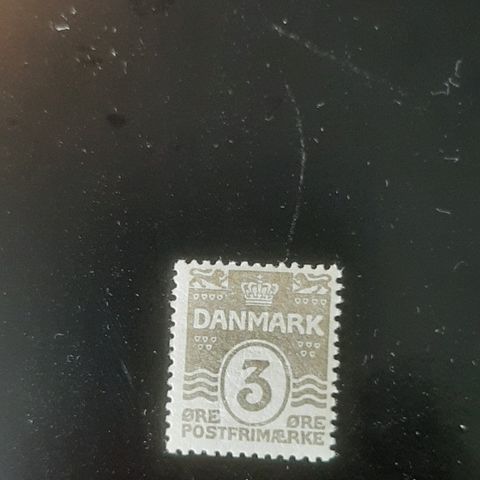 DANMARK
3
ØRE ØRE
POSTFRIMÆRKE